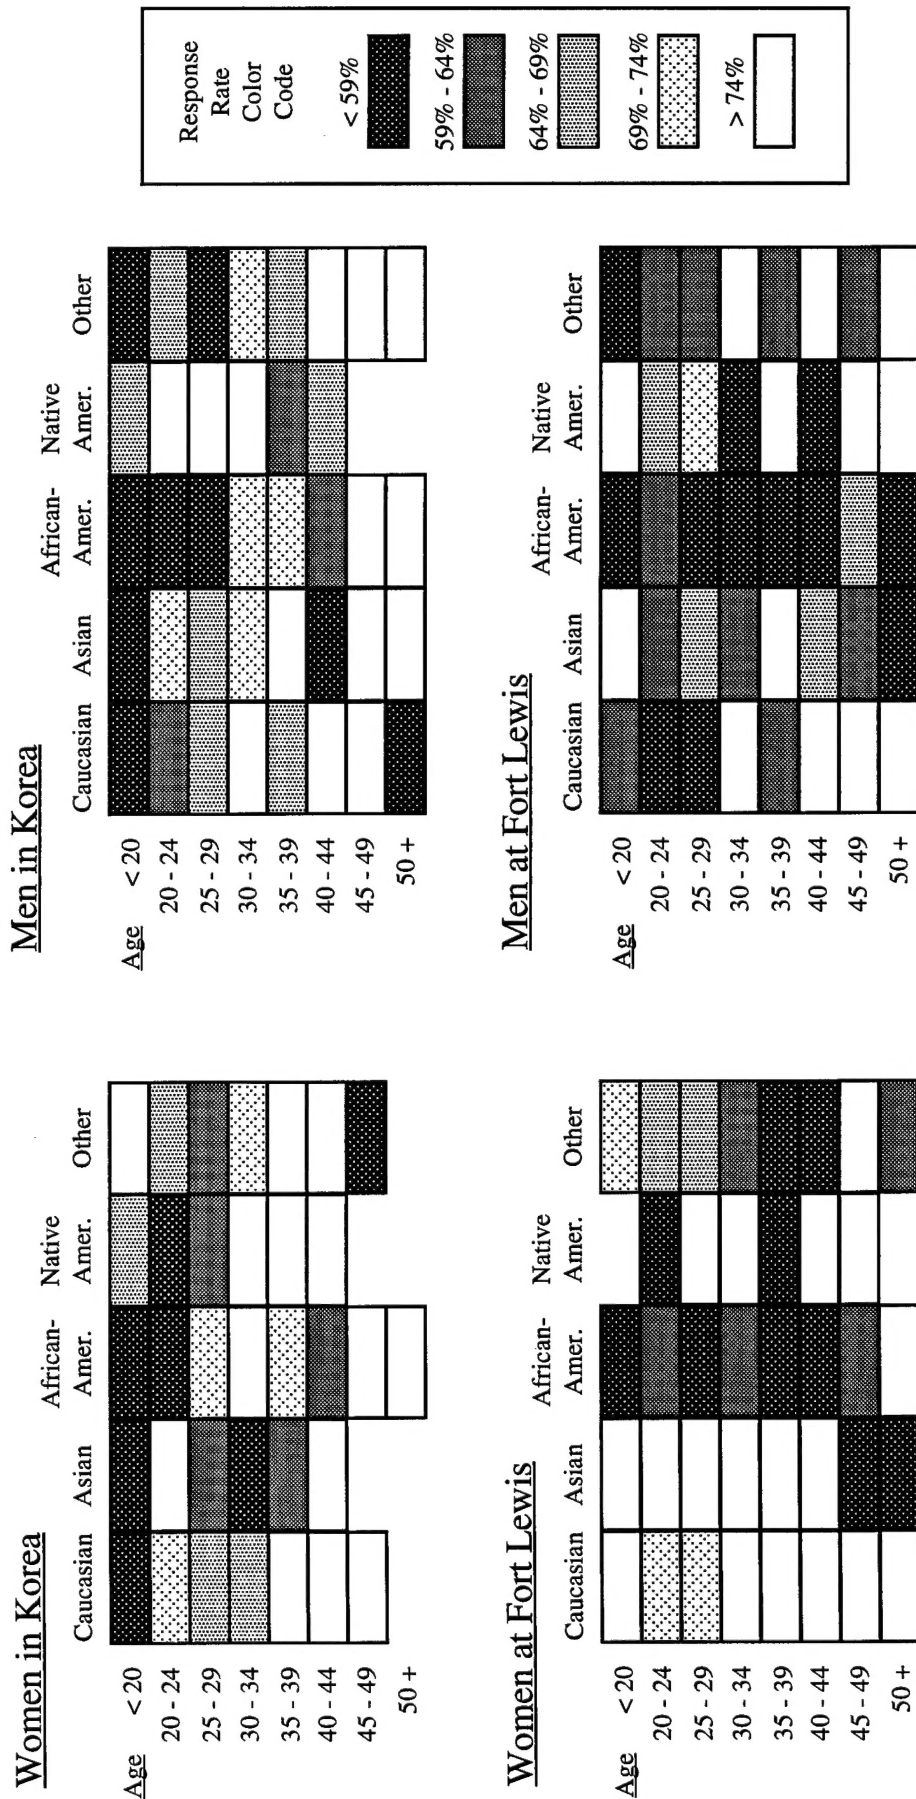 Women in Korea
African- Native
Caucasian Asian Amer. Amer. Other
Age < 20
20 - 24
25 - 29
30 - 34
35 - 39
40 - 44
45 - 49
50 +
Men in Korea
African- Native
Caucasian Asian Amer. Amer. Other
Age < 20
20 - 24
25 - 29
30 - 34
35 - 39
40 - 44
45 - 49
50 +
Women at Fort Lewis
African- Native
Caucasian Asian Amer. Amer. Other
Age < 20
20 - 24
25 - 29
30 - 34
35 - 39
40 - 44
45 - 49
50 +
Men at Fort Lewis
African- Native
Caucasian Asian Amer. Amer. Other
Age < 20
20 - 24
25 - 29
30 - 34
35 - 39
40 - 44
45 - 49
50 +
Response
Rate
Color
Code
< 59%
59% - 64%
64% - 69%
69% - 74%
> 74%